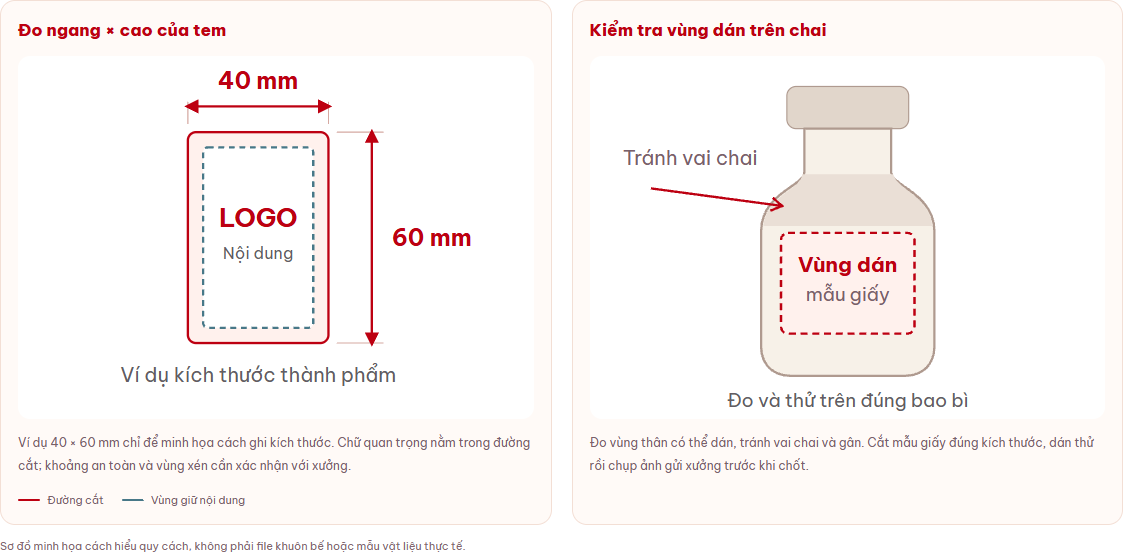 Đo ngang × cao của tem
40 mm
LOGO
Nội dung
60 mm
Ví dụ kích thước thành phẩm
Ví dụ 40 × 60 mm chỉ để minh họa cách ghi kích thước. Chữ quan trọng nằm trong đường
cắt; khoảng an toàn và vùng xén cần xác nhận với xưởng.
Đường cắt
Vùng giữ nội dung
Kiểm tra vùng dán trên chai
Tránh vai chai
Vùng dán
mẫu giấy
Đo và thử trên đúng bao bì
Đo vùng thân có thể dán, tránh vai chai và gân. Cắt mẫu giấy đúng kích thước, dán thử
rồi chụp ảnh gửi xưởng trước khi chốt.
Sơ đồ minh họa cách hiểu quy cách, không phải file khuôn bế hoặc mẫu vật liệu thực tế.